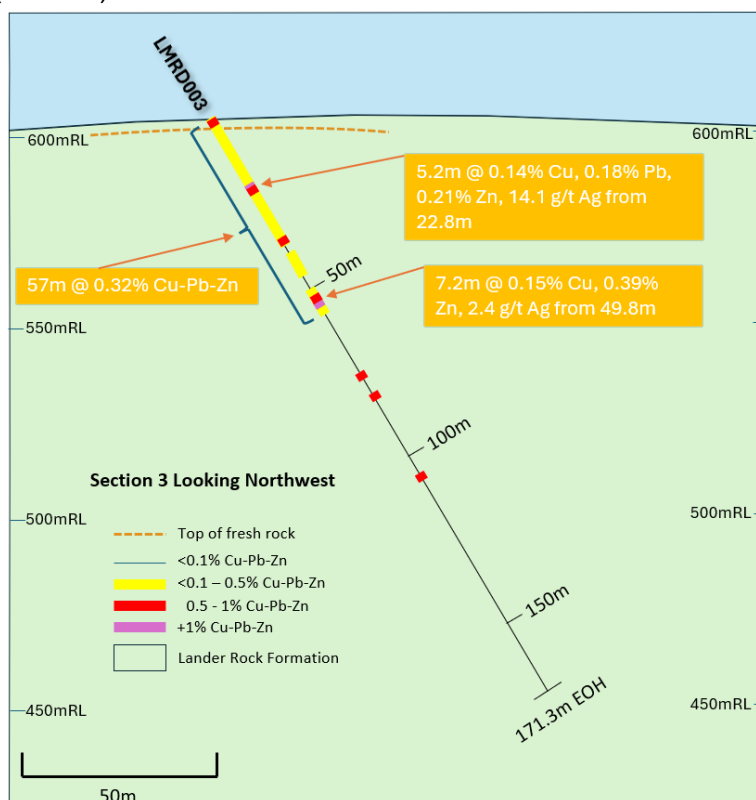 LMRD003
600mRL
600mRL
5.2m @ 0.14% Cu, 0.18% Pb,
0.21% Zn, 14.1 g/t Ag from
22.8m
57m @ 0.32% Cu-Pb-Zn
50m
7.2m @ 0.15% Cu, 0.39%
Zn, 2.4 g/t Ag from 49.8m
550mRL
100m
Section 3 Looking Northwest
500mRL
500mRL
Top of fresh rock
<0.1% Cu-Pb-Zn
<0.1 – 0.5% Cu-Pb-Zn
0.5 - 1% Cu-Pb-Zn
+1% Cu-Pb-Zn
Lander Rock Formation
150m
171.3m EOH
450mRL
450mRL
50m